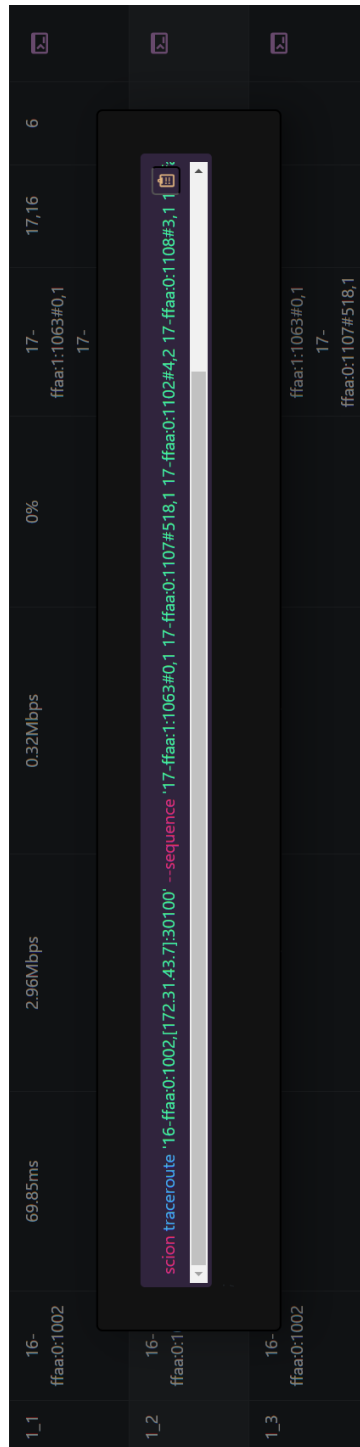 1_1
16-
ffaa:0:1002
69.85ms
2.96Mbps
0.32Mbps
0%
17-
ffaa:1:1063#0,1
17-
17,16
6
scion traceroute '16-ffaa:0:1002,[172.31.43.7]:30100' --sequence '17-ffaa:1:1063#0,1 17-ffaa:0:1107#518,1 17-ffaa:0:1102#4,2 17-ffaa:0:1108#3,1 1
1_2
16-
ffaa:0:1
1_3
16-
ffaa:0:1002
17-
ffaa:1:1063#0,1
17-
ffaa:0:1107#518,1